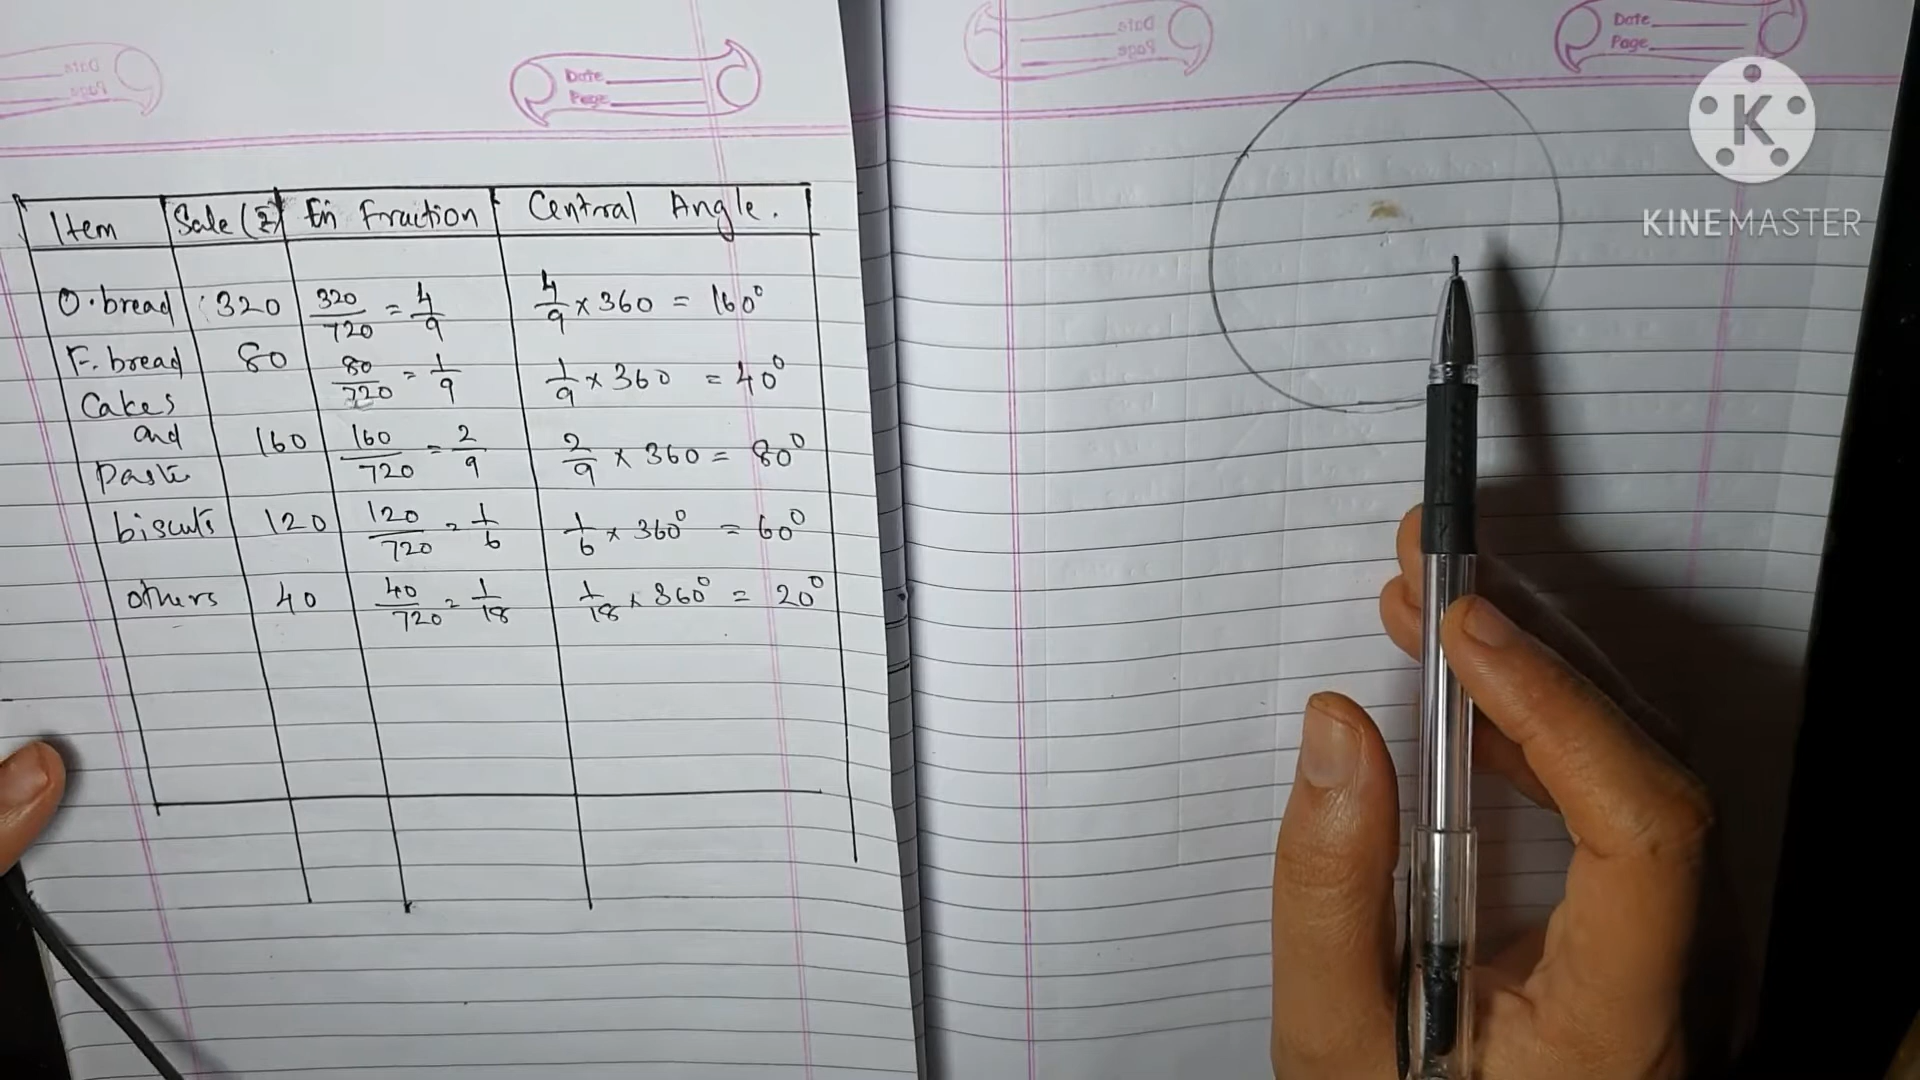 Date
Page
Date
Page
K
KINEMASTER
Item Sale (₹) In Fraction Central Angle.
O.bread 320 320/720 = 4/9 4/9 × 360 = 160°
F. bread 80 80/720 = 1/9 1/9 × 360 = 40°
Cakes
and 160 160/720 = 2/9 2/9 × 360 = 80°
biscuits 120 120/720 = 1/6 1/6 × 360° = 60°
others 40 40/720 = 1/18 1/18 × 360° = 20°